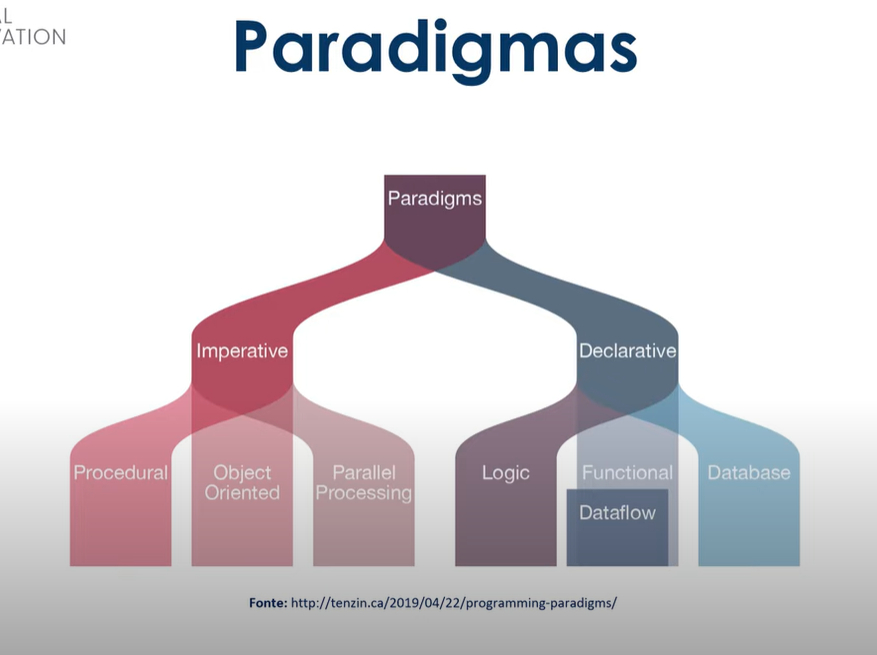 Paradigmas
Paradigms
Imperative
Declarative
Procedural
Object
Oriented
Parallel
Processing
Logic
Functional
Dataflow
Database
Fonte: http://tenzin.ca/2019/04/22/programming-paradigms/